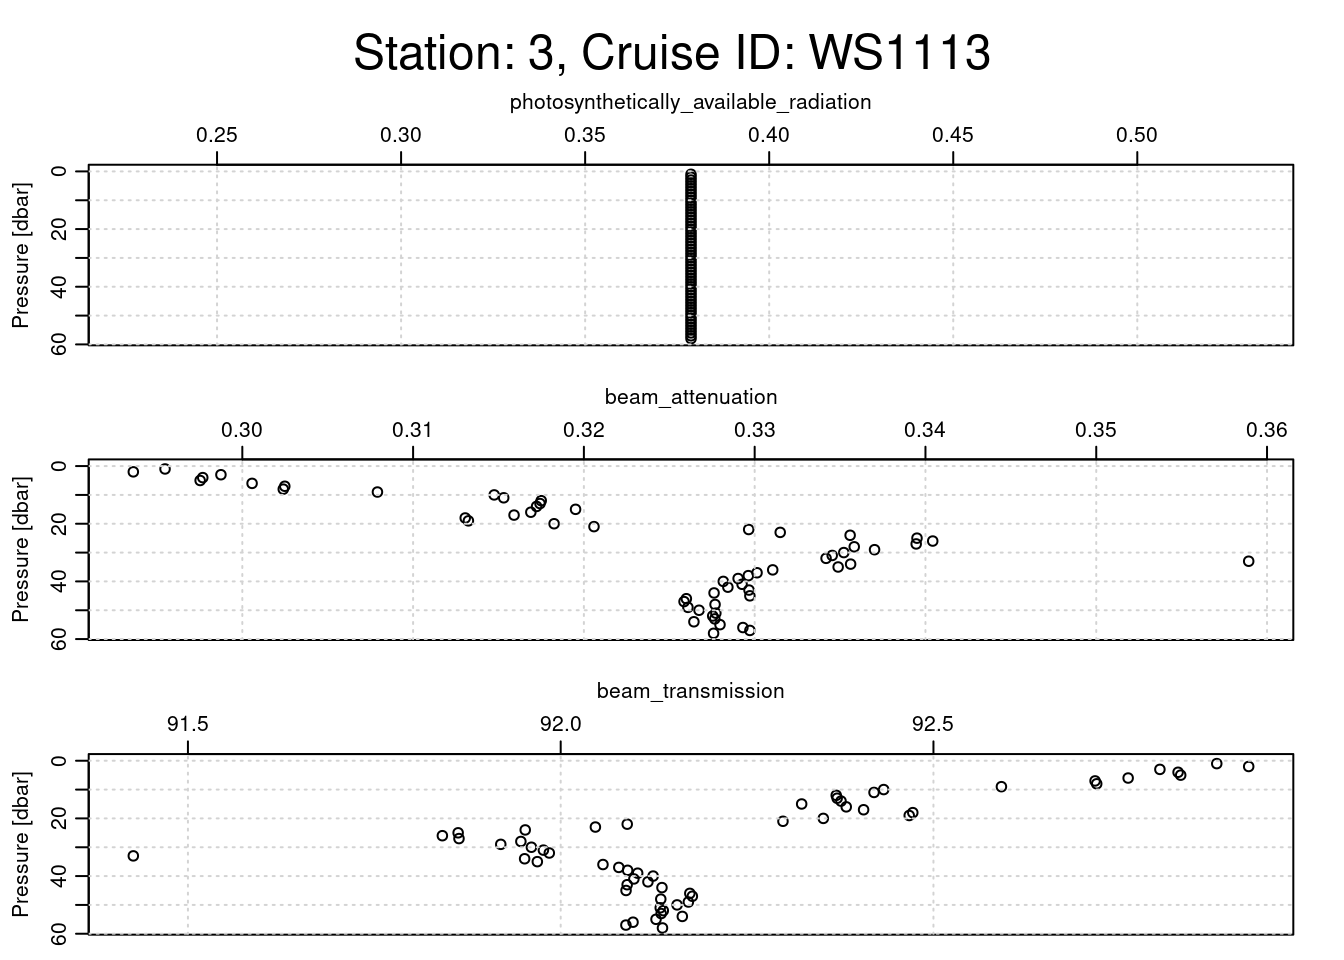 Station: 3, Cruise ID: WS1113
photosynthetically_available_radiation
0.25 0.30 0.35 0.40 0.45 0.50
Pressure [dbar]
0
20
40
60
beam_attenuation
0.30 0.31 0.32 0.33 0.34 0.35 0.36
Pressure [dbar]
0
20
40
60
beam_transmission
91.5 92.0 92.5
Pressure [dbar]
0
20
40
60